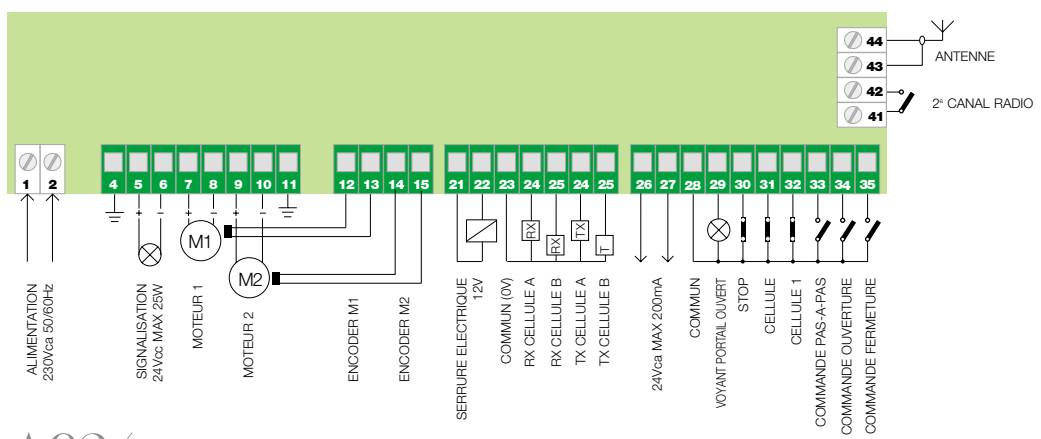 44
43
ANTENNE
42
41
2e CANAL RADIO
1 2
4 5 6 7 8 9 10 11
12 13 14 15
21 22 23 24 25 24 25
26 27 28 29 30 31 32 33 34 35
+ − + − + −
M1
M2
RX
RX
TX
T
ALIMENTATION
230Vca 50/60Hz
SIGNALISATION
24Vcc MAX 25W
MOTEUR 1
MOTEUR 2
ENCODER M1
ENCODER M2
SERRURE ELECTRIQUE
12V
COMMUN (0V)
RX CELLULE A
RX CELLULE B
TX CELLULE A
TX CELLULE B
24Vca MAX 200mA
COMMUN
VOYANT PORTAIL OUVERT
STOP
CELLULE
CELLULE 1
COMMANDE PAS-A-PAS
COMMANDE OUVERTURE
COMMANDE FERMETURE